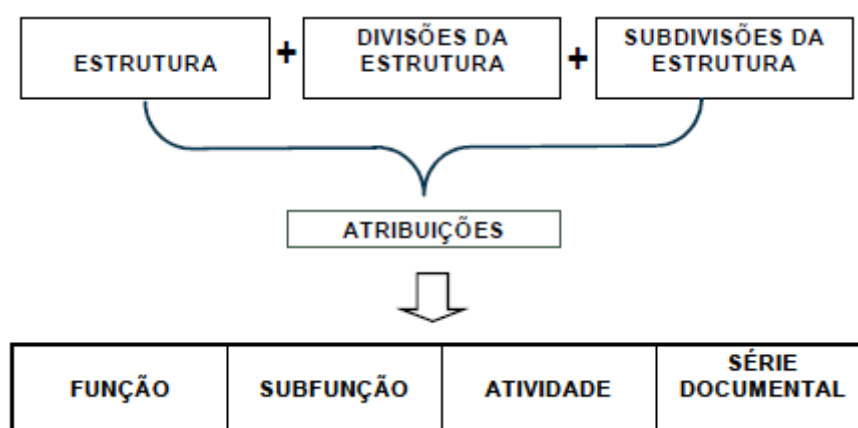 ESTRUTURA
+
DIVISÕES DA
ESTRUTURA
+
SUBDIVISÕES DA
ESTRUTURA
ATRIBUIÇÕES
FUNÇÃO
SUBFUNÇÃO
ATIVIDADE
SÉRIE
DOCUMENTAL